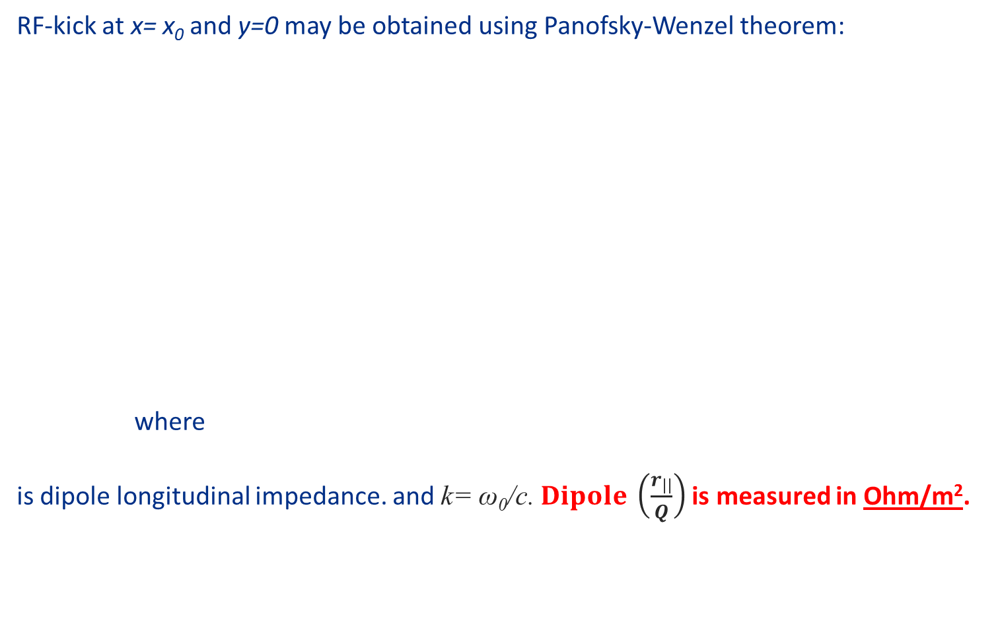 RF-kick at x= x₀ and y=0 may be obtained using Panofsky-Wenzel theorem:
where
is dipole longitudinal impedance. and k= ω₀/c. Dipole (r||/Q) is measured in Ohm/m².